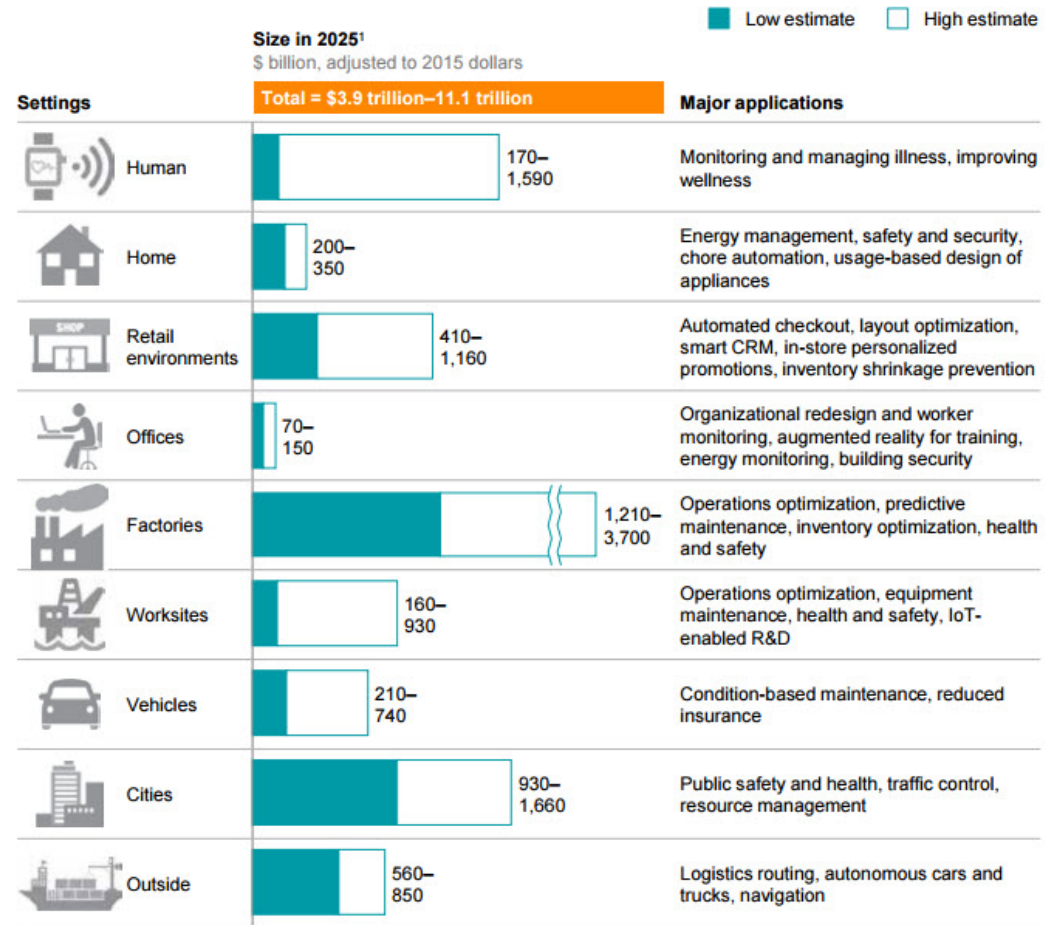 Low estimate
High estimate
Size in 2025¹
$ billion, adjusted to 2015 dollars
Settings
Total = $3.9 trillion–11.1 trillion
Major applications
Human
170–
1,590
Monitoring and managing illness, improving
wellness
Home
200–
350
Energy management, safety and security,
chore automation, usage-based design of
appliances
SHOP
Retail
environments
410–
1,160
Automated checkout, layout optimization,
smart CRM, in-store personalized
promotions, inventory shrinkage prevention
Offices
70–
150
Organizational redesign and worker
monitoring, augmented reality for training,
energy monitoring, building security
Factories
1,210–
3,700
Operations optimization, predictive
maintenance, inventory optimization, health
and safety
Worksites
160–
930
Operations optimization, equipment
maintenance, health and safety, IoT-
enabled R&D
Vehicles
210–
740
Condition-based maintenance, reduced
insurance
Cities
930–
1,660
Public safety and health, traffic control,
resource management
Outside
560–
850
Logistics routing, autonomous cars and
trucks, navigation